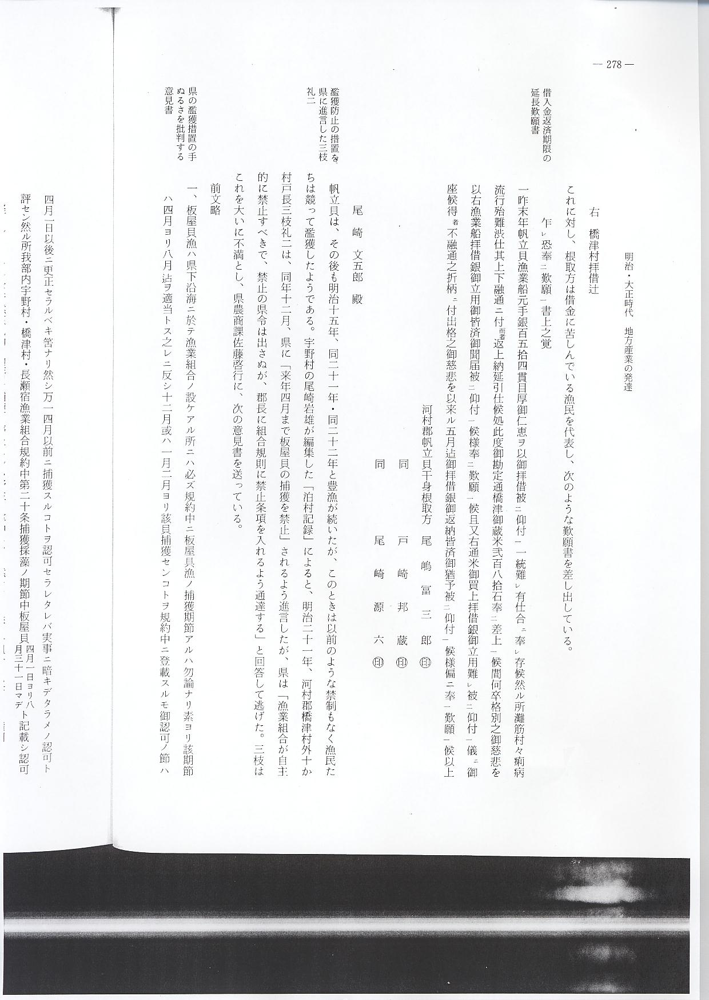 ― 278 ―
明治・大正時代 地方産業の発達
右 橋津村拝借辻
これに対し、根取方は借金に苦しんでいる漁民を代表し、次のような歎願書を差し出している。
借入金返済期限の
延長歎願書
乍レ恐奉ニ歎願一書上之覚
一昨末年帆立貝漁業船元手銀百五拾四貫目厚御仁恵ヲ以御拝借被ニ仰付一一統難レ有仕合ニ奉レ存候然ル所灘筋村々痢病
流行殆難渋仕其上下融通ニ付而者返上納延引仕候処此度御勘定通橋津御蔵米弐百八拾石奉ニ差上一候間何卒格別之御慈悲を
以右漁業船拝借銀御立用御皆済御聞届被ニ仰付一候様奉ニ歎願一候且又右通米御買上拝借銀御立用難レ被ニ仰付一儀ニ御
座候得者不融通之折柄ニ付出格之御慈悲を以来ル五月迠御拝借銀御返納皆済御猶予被ニ仰付一候様偏ニ奉一歎願一候以上
河村郡帆立貝干身根取方 尾嶋冨三郎㊞
同 戸崎邦蔵㊞
同 尾崎源六㊞
尾崎文五郎殿
濫獲防止の措置を
県に進言した三枝
礼二
帆立貝は、その後も明治十五年、同二十一年・同二十二年と豊漁が続いたが、このときは以前のような禁制もなく漁民た
ちは競って濫獲したようである。宇野村の尾崎岩雄が編集した「泊村記録」によると、明治二十一年、河村郡橋津村外十か
村戸長三枝礼二は、同年十二月、県に「来年四月まで板屋貝の捕獲を禁止」されるよう進言したが、県は「漁業組合が自主
的に禁止すべきで、禁止の県令は出さぬが、郡長に組合規則に禁止条項を入れるよう通達する」と回答して逃げた。三枝は
これを大いに不満とし、県農商課佐藤啓行に、次の意見書を送っている。
県の濫獲措置の手
ぬるさを批判する
意見書
前文略
一、板屋貝漁ハ県下沿海ニ於テ漁業組合ノ設ケアル所ニハ必ズ規約中ニ板屋具漁ノ捕獲期節アルハ勿論ナリ素ヨリ該期節
ハ四月ヨリ八月迠ヲ適当トス之レニ反シ十二月或ハ一月二月ヨリ該貝捕獲センコトヲ規約中ニ登載スルモ御認可ノ節ハ
四月一日以後ニ更正セラルベキ筈ナリ然シ万一四月以前ニ捕獲スルコトヲ認可セラレタレバ実事ニ暗キデタラメノ認可ト
評セン然ル所我部内宇野村・橋津村・長瀬宿漁業組合規約中第二十条捕獲採藻ノ期節中板屋貝四月一日ヨリ八月三十一日マデト記載シ認可